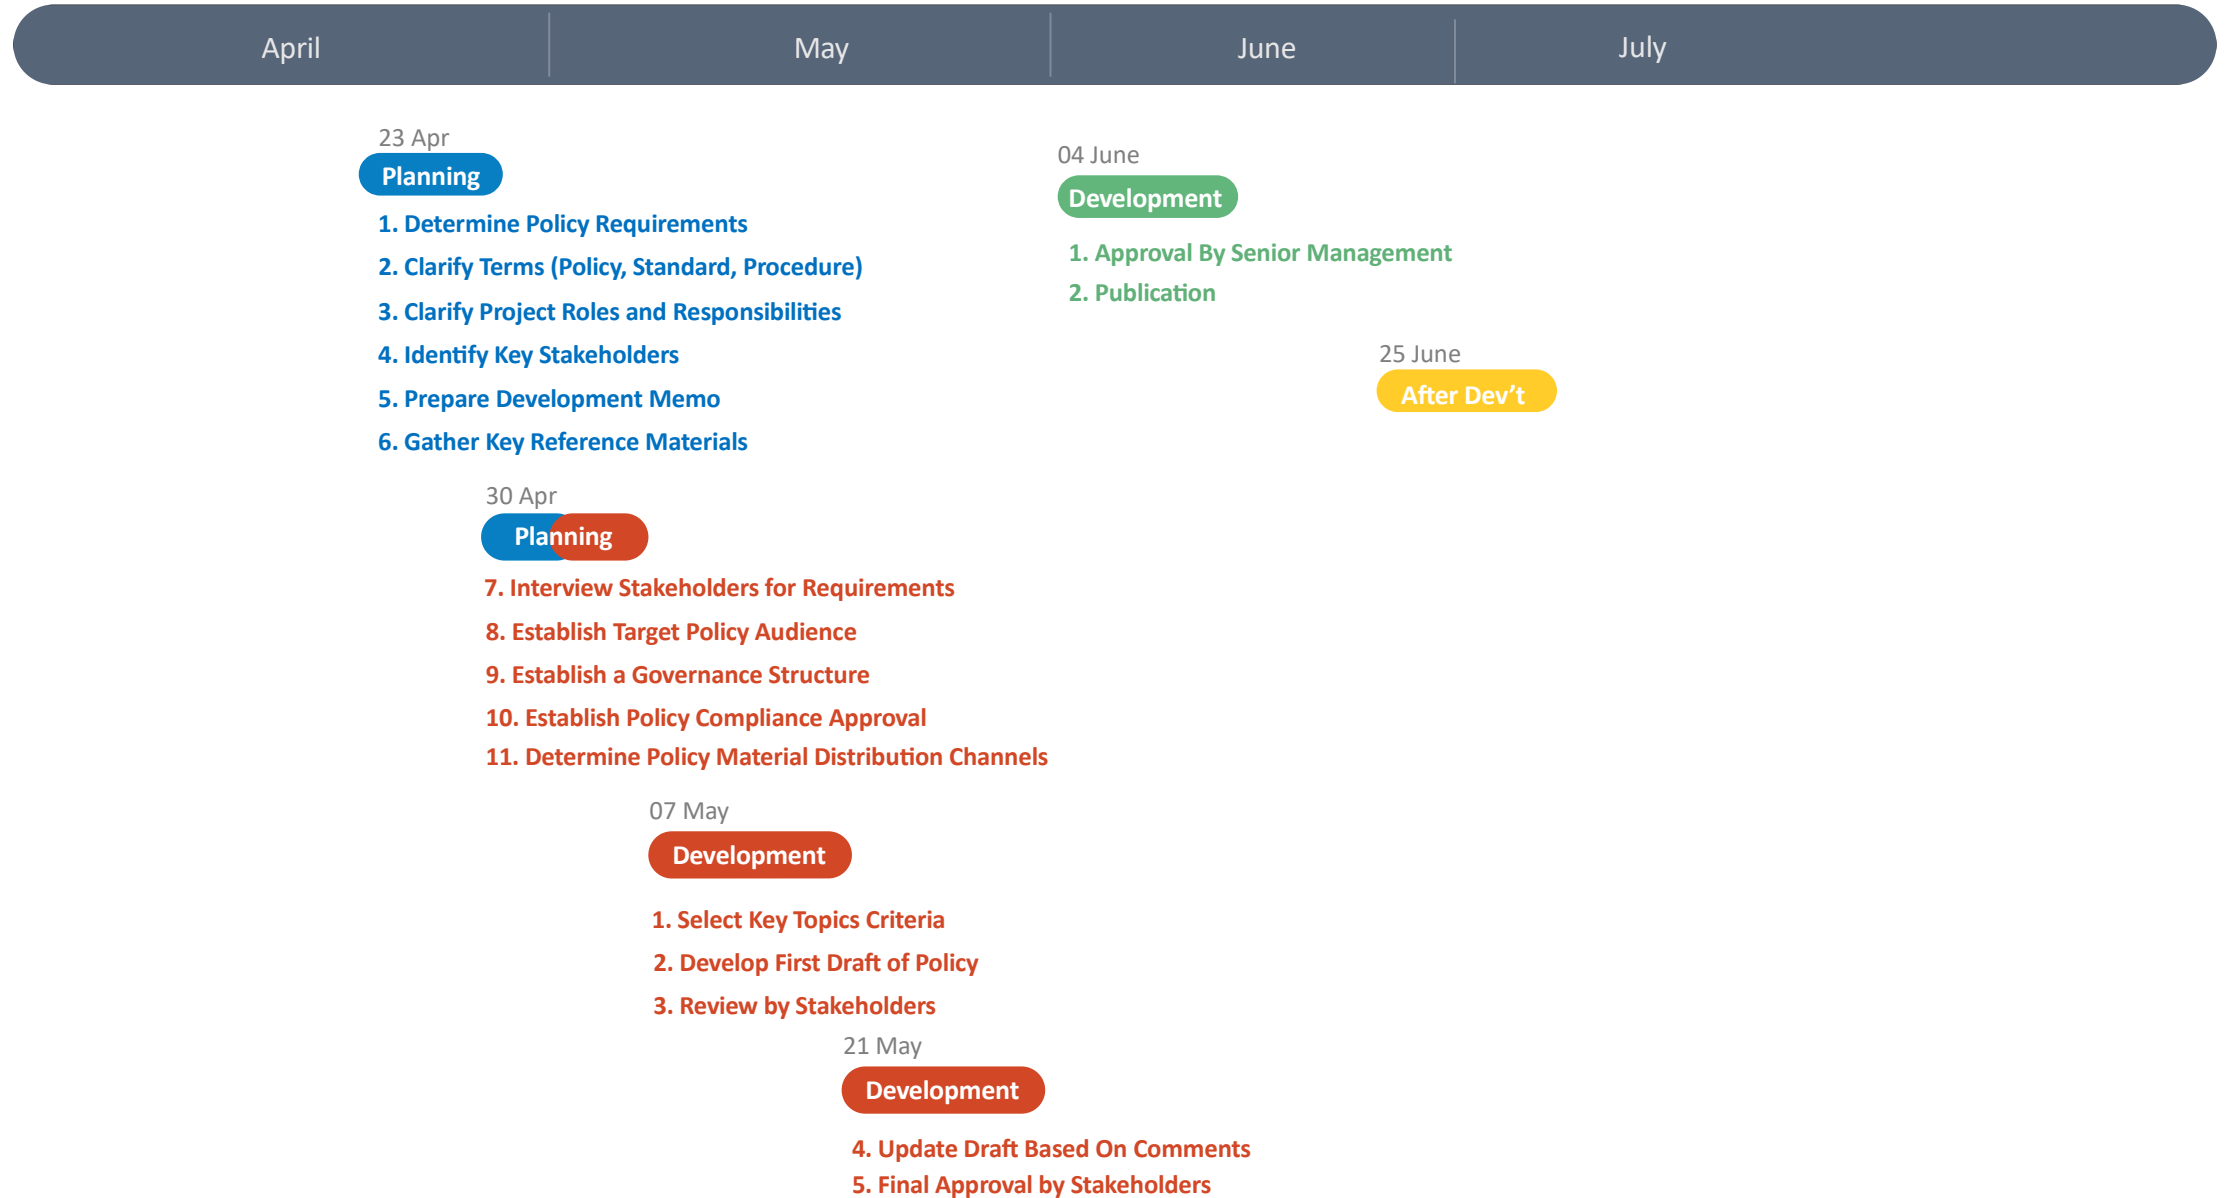 April
May
June
July
23 Apr
Planning
1. Determine Policy Requirements
2. Clarify Terms (Policy, Standard, Procedure)
3. Clarify Project Roles and Responsibilities
4. Identify Key Stakeholders
5. Prepare Development Memo
6. Gather Key Reference Materials
30 Apr
Planning
7. Interview Stakeholders for Requirements
8. Establish Target Policy Audience
9. Establish a Governance Structure
10. Establish Policy Compliance Approval
11. Determine Policy Material Distribution Channels
07 May
Development
1. Select Key Topics Criteria
2. Develop First Draft of Policy
3. Review by Stakeholders
21 May
Development
4. Update Draft Based On Comments
5. Final Approval by Stakeholders
04 June
Development
1. Approval By Senior Management
2. Publication
25 June
After Dev’t